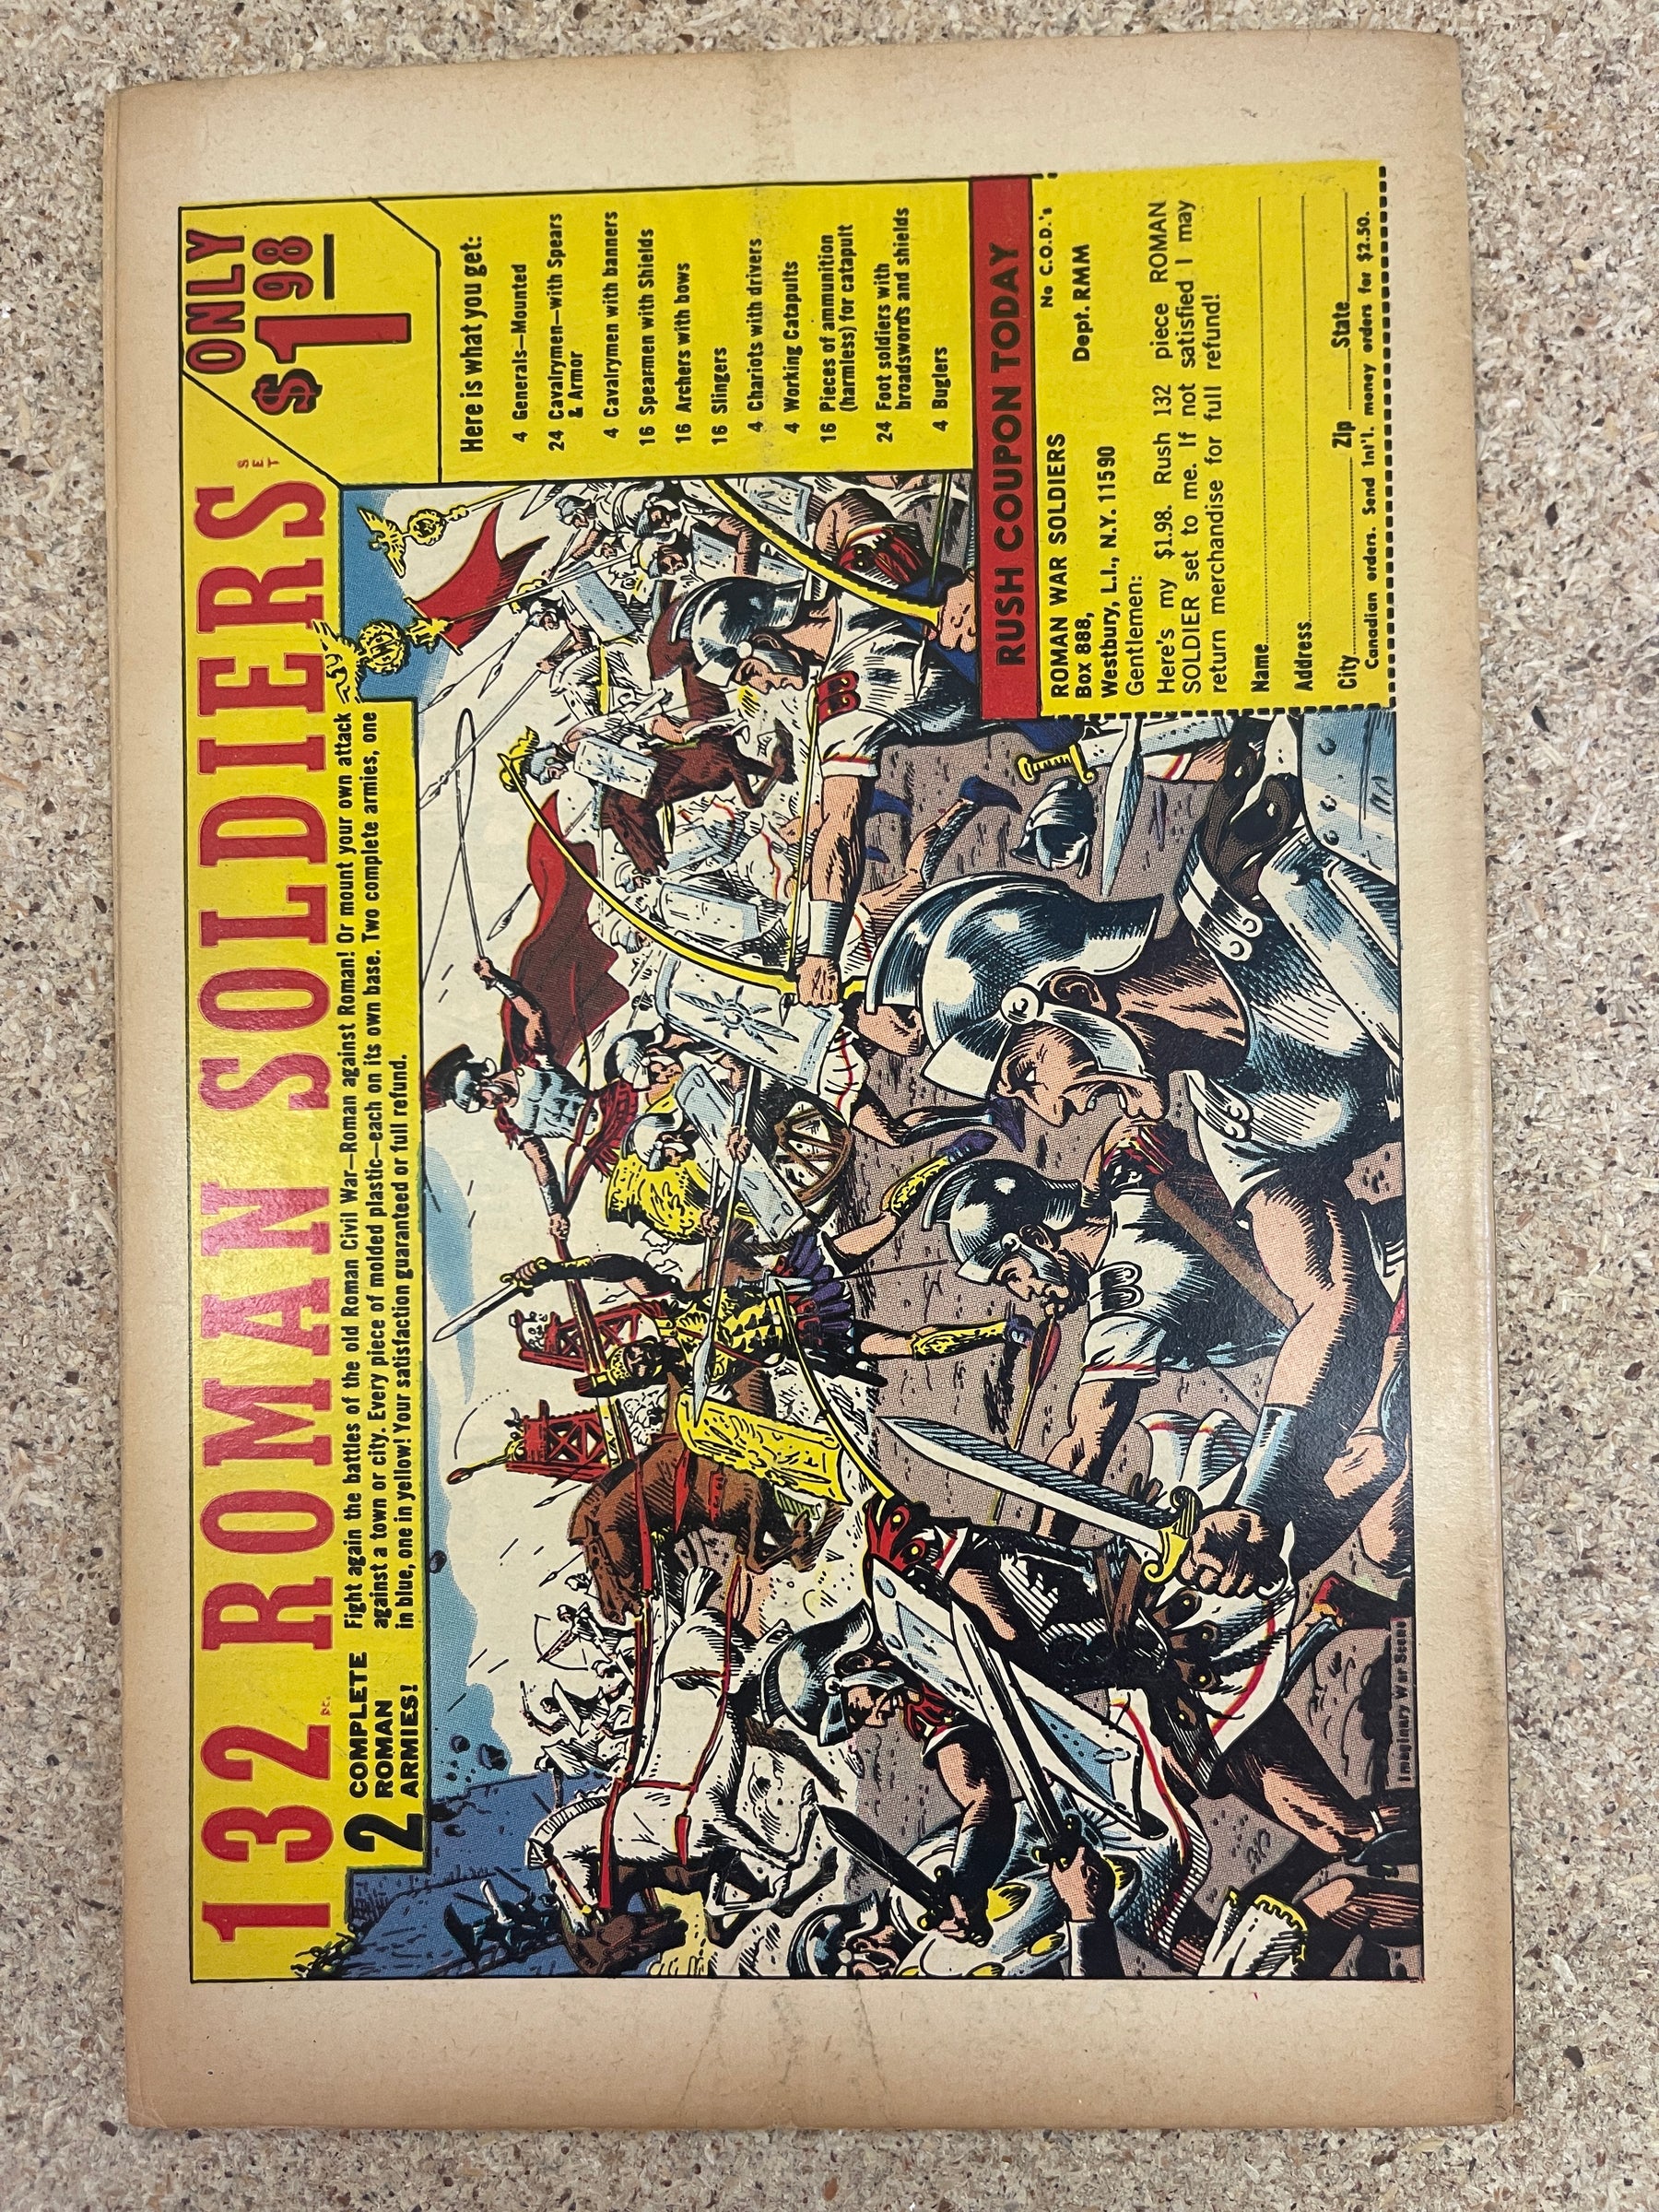 132 PC. ROMAN SOLDIERS SET
ONLY
$1.98
2 COMPLETE
ROMAN
ARMIES!
Fight again the battles of the old Roman Civil War—Roman against Roman! Or mount your own attack
against a town or city. Every piece of molded plastic—each on its own base. Two complete armies, one
in blue, one in yellow! Your satisfaction guaranteed or full refund.
Here is what you get:
4 Generals—Mounted
24 Cavalrymen—with Spears
& Armor
4 Cavalrymen with banners
16 Spearmen with Shields
16 Archers with bows
16 Slingers
4 Chariots with drivers
4 Working Catapults
16 Pieces of ammunition
(harmless) for catapult
24 Foot soldiers with
broadswords and shields
4 Buglers
RUSH COUPON TODAY
No C.O.D.'s
ROMAN WAR SOLDIERS
Box 888, Dept. RMM
Westbury, L.I., N.Y. 11590
Gentlemen:
Here's my $1.98. Rush 132 piece ROMAN
SOLDIER set to me. If not satisfied I may
return merchandise for full refund!
Name
Address
City Zip State
Canadian orders. Send Int'l. money orders for $2.50.
Imaginary War Scene